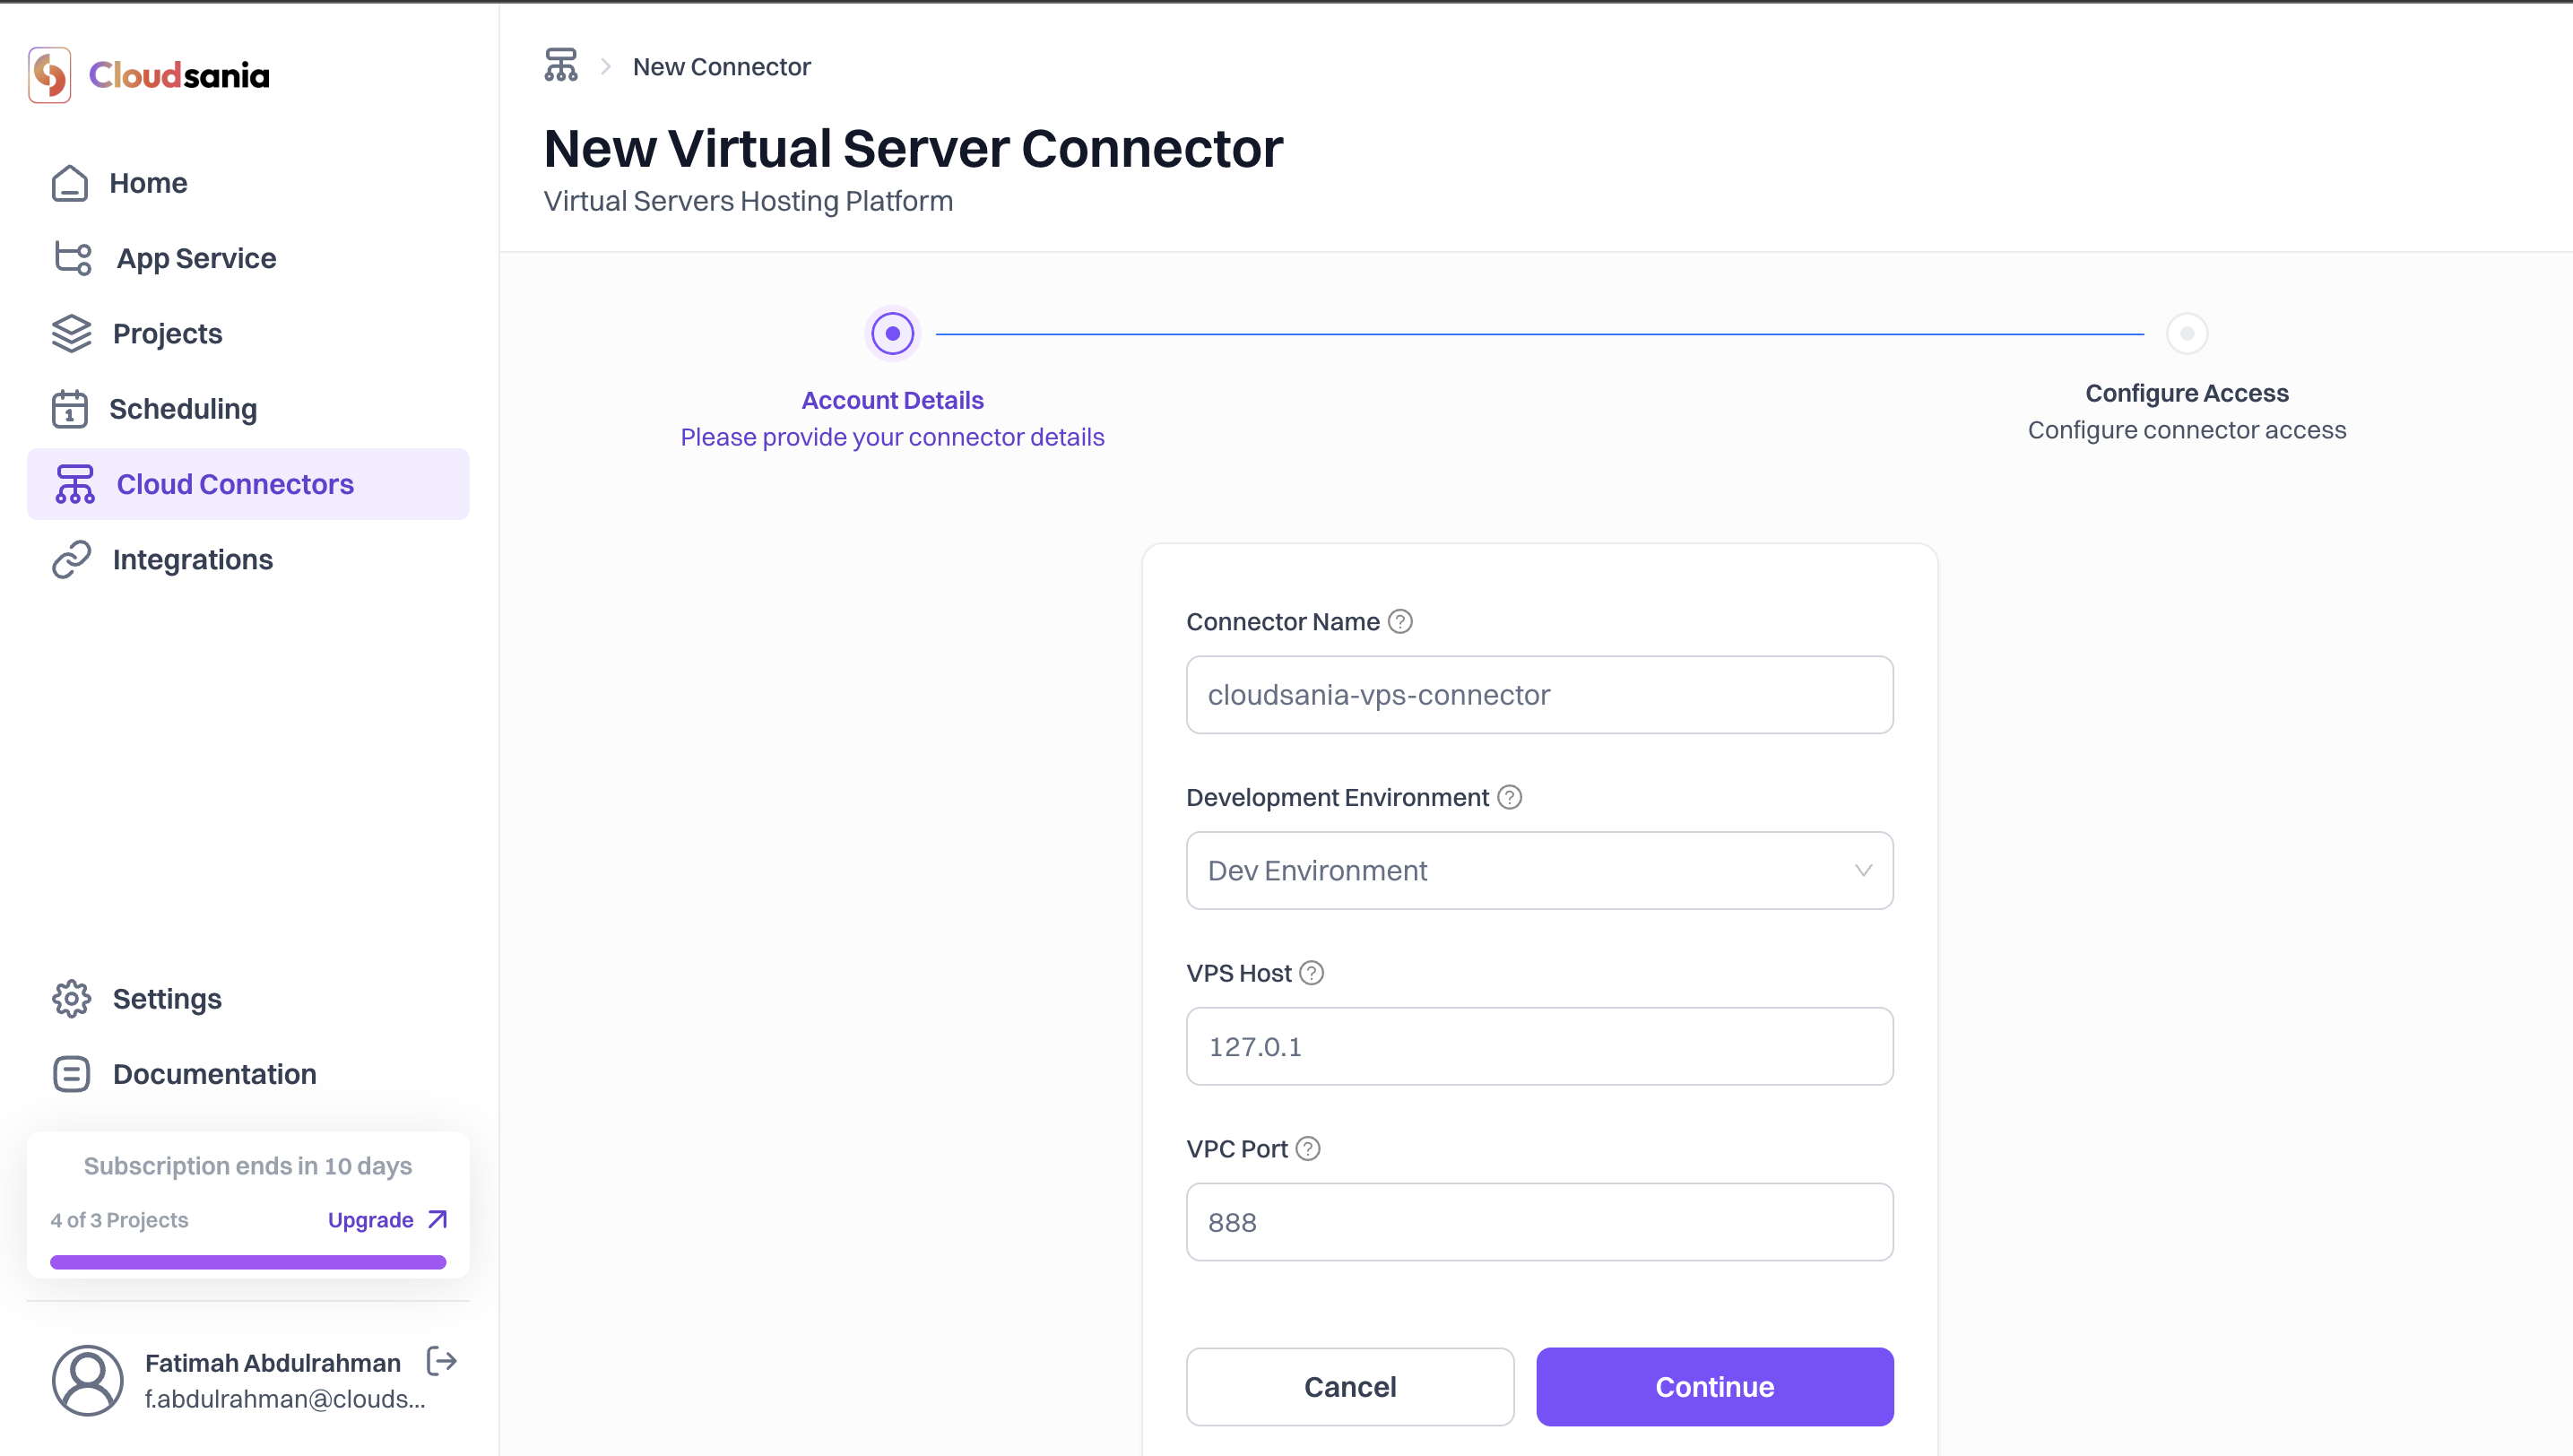 Cloudsania
Home
App Service
Projects
1
Scheduling
Cloud Connectors
Integrations
Settings
Documentation
Subscription ends in 10 days
4 of 3 Projects
Upgrade
Fatimah Abdulrahman
f.abdulrahman@clouds...
New Connector
New Virtual Server Connector
Virtual Servers Hosting Platform
Account Details
Please provide your connector details
Configure Access
Configure connector access
Connector Name ?
cloudsania-vps-connector
Development Environment ?
Dev Environment
VPS Host ?
127.0.1
VPC Port ?
888
Cancel
Continue